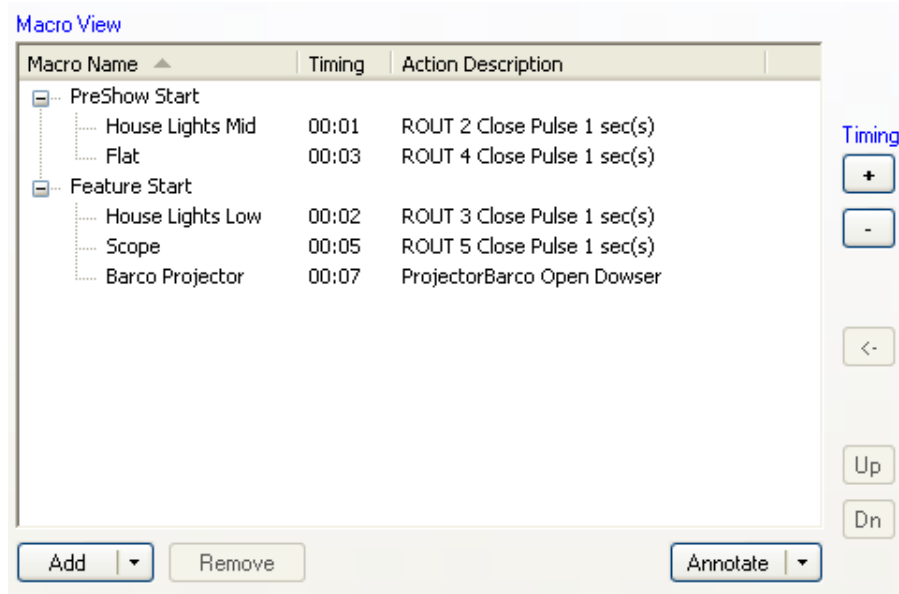 Macro View
Macro Name Timing Action Description
PreShow Start
House Lights Mid 00:01 ROUT 2 Close Pulse 1 sec(s)
Flat 00:03 ROUT 4 Close Pulse 1 sec(s)
Feature Start
House Lights Low 00:02 ROUT 3 Close Pulse 1 sec(s)
Scope 00:05 ROUT 5 Close Pulse 1 sec(s)
Barco Projector 00:07 ProjectorBarco Open Dowser
Timing
+
-
<-
Up
Dn
Add Remove Annotate